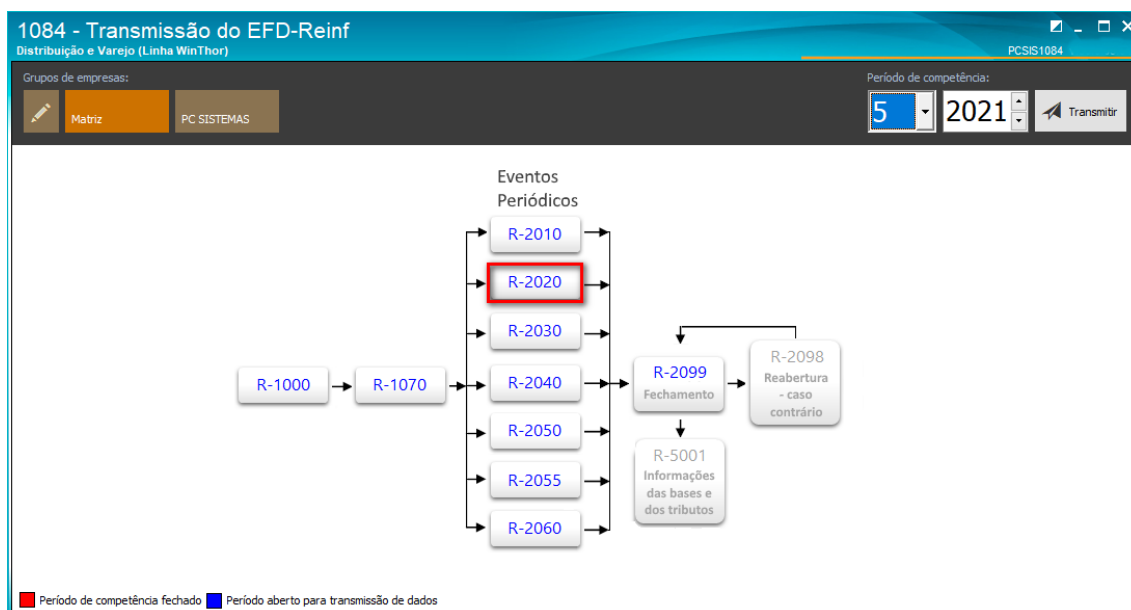 1084 - Transmissão do EFD-Reinf
Distribuição e Varejo (Linha WinThor)
PCSIS1084
Grupos de empresas:
Período de competência:
Matriz
PC SISTEMAS
5
2021
Transmitir
Eventos
Periódicos
R-2010
R-2020
R-2030
R-1000
R-1070
R-2040
R-2099
Fechamento
R-2098
Reabertura
- caso
contrário
R-2050
R-5001
Informações
das bases e
dos tributos
R-2055
R-2060
Período de competência fechado
Período aberto para transmissão de dados